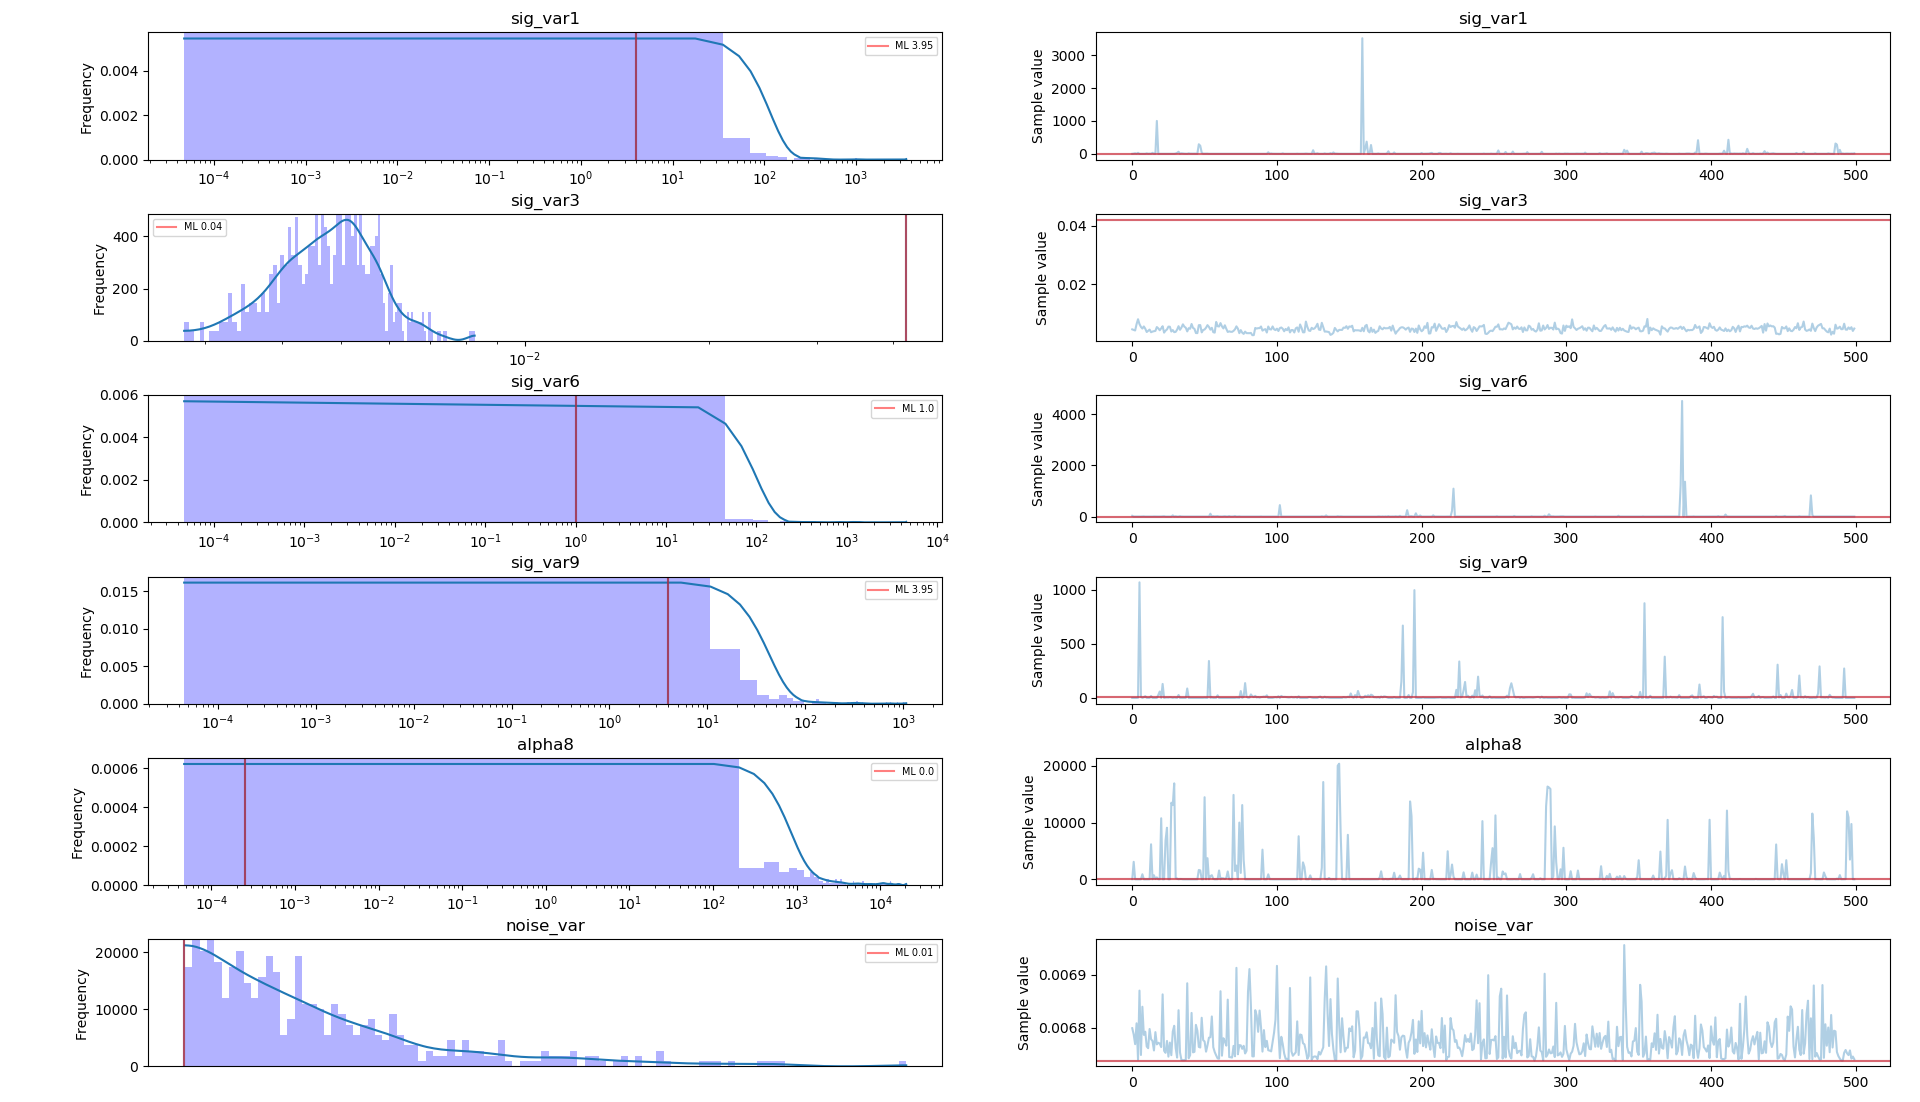 sig_var1
Frequency
0.004
0.002
0.000
ML 3.95
10⁻⁴ 10⁻³ 10⁻² 10⁻¹ 10⁰ 10¹ 10² 10³
sig_var1
Sample value
3000
2000
1000
0
0 100 200 300 400 500
sig_var3
Frequency
400
200
0
ML 0.04
10⁻²
sig_var3
Sample value
0.04
0.02
0 100 200 300 400 500
sig_var6
Frequency
0.006
0.004
0.002
0.000
ML 1.0
10⁻⁴ 10⁻³ 10⁻² 10⁻¹ 10⁰ 10¹ 10² 10³ 10⁴
sig_var6
Sample value
4000
2000
0
0 100 200 300 400 500
sig_var9
Frequency
0.015
0.010
0.005
0.000
ML 3.95
10⁻⁴ 10⁻³ 10⁻² 10⁻¹ 10⁰ 10¹ 10² 10³
sig_var9
Sample value
1000
500
0
0 100 200 300 400 500
alpha8
Frequency
0.0006
0.0004
0.0002
0.0000
ML 0.0
10⁻⁴ 10⁻³ 10⁻² 10⁻¹ 10⁰ 10¹ 10² 10³ 10⁴
alpha8
Sample value
20000
10000
0
0 100 200 300 400 500
noise_var
Frequency
20000
10000
0
ML 0.01
noise_var
Sample value
0.0069
0.0068
0 100 200 300 400 500